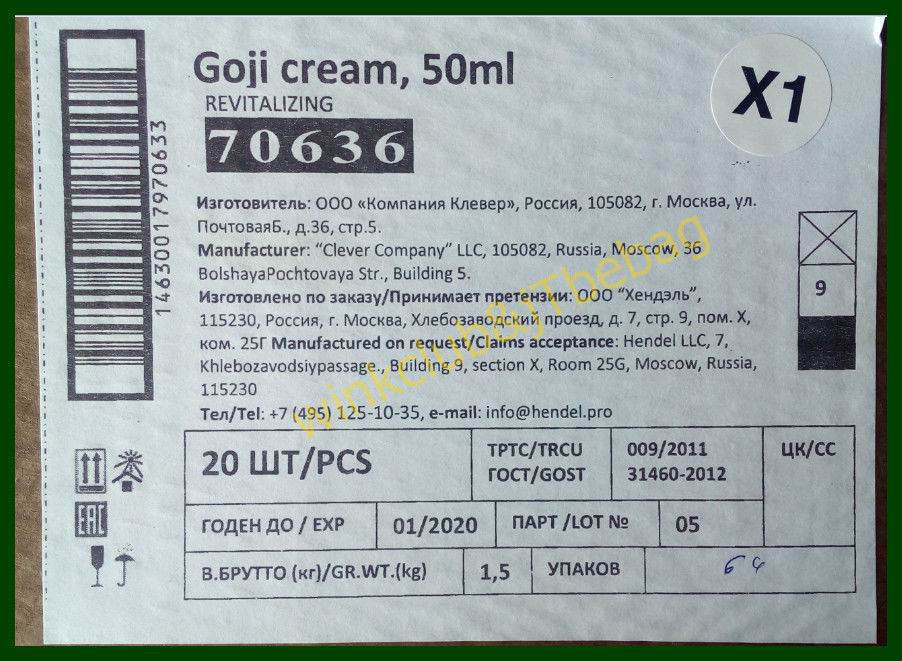 Goji cream, 50ml
X1
REVITALIZING
70636
14630017970633
Изготовитель: ООО «Компания Клевер», Россия, 105082, г. Москва, ул.
ПочтоваяБ., д.36, стр.5.
Manufacturer: “Clever Company” LLC, 105082, Russia, Moscow, 36
BolshayaPochtovaya Str., Building 5.
Изготовлено по заказу/Принимает претензии: ООО “Хендэль”,
115230, Россия, г. Москва, Хлебозаводский проезд, д. 7, стр. 9, пом. X,
ком. 25Г Manufactured on request/Claims acceptance: Hendel LLC, 7,
Khlebozavodsiypassage., Building 9, section X, Room 25G, Moscow, Russia,
115230
Тел/Tel: +7 (495) 125-10-35, e-mail: info@hendel.pro
9
winkclub&JThebag
20 ШТ/PCS
ТРТС/TRCU
ГОСТ/GOST
009/2011
31460-2012
ЦК/CC
EAC
ГОДЕН ДО / EXP
01/2020
ПАРТ /LOT №
05
В.БРУТТО (кг)/GR.WT.(kg)
1,5
УПАКОВ